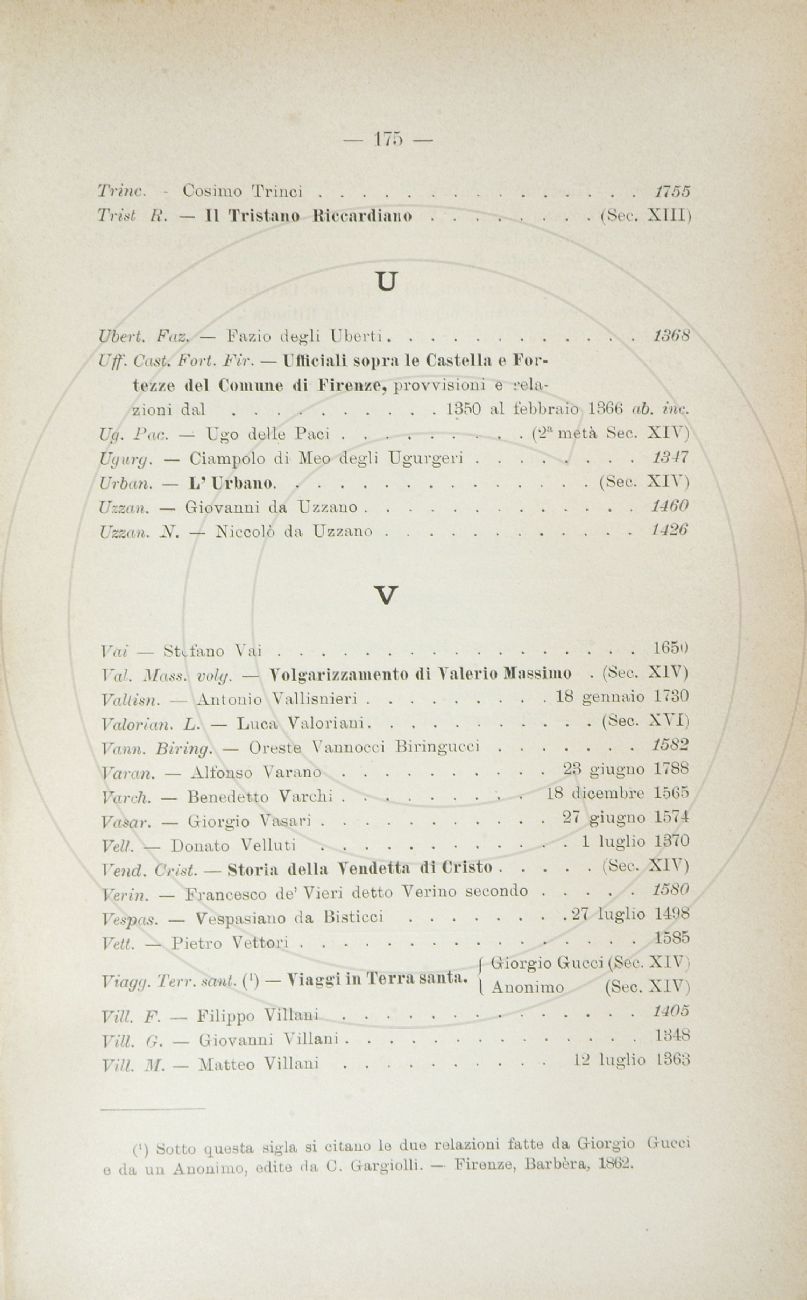 — 175 —
Trinc. - Cosimo Trinci . . . . . . . . . . . . . . . 1755
Trist R. — Il Tristano Riccardiano . . . . . . . . (Sec. XIII)
U
Ubert. Faz. — Fazio degli Uberti . . . . . . . . . . . . 1368
Uff. Cast. Fort. Fir. — Ufficiali sopra le Castella e For-
tezze del Comune di Firenze, provvisioni e rela-
zioni dal . . . . . . . . . . 1350 al febbraio 1366 ab. inc.
Ug. Pac. — Ugo delle Paci . . . . . . . . . (2ª metà Sec. XIV)
Ugurg. — Ciampolo di Meo degli Ugurgeri . . . . . . . . 1347
Urban. — L' Urbano. . . . . . . . . . . . . . . (Sec. XIV)
Uzzan. — Giovanni da Uzzano . . . . . . . . . . . . . 1460
Uzzan. N. — Niccolò da Uzzano . . . . . . . . . . . . 1426
V
Vai — Stefano Vai . . . . . . . . . . . . . . . . . 1650
Val. Mass. volg. — Volgarizzamento di Valerio Massimo . (Sec. XIV)
Vallisn. — Antonio Vallisnieri . . . . . . . . . 18 gennaio 1730
Valorian. L. — Luca Valoriani. . . . . . . . . . . (Sec. XVI)
Vann. Biring. — Oreste Vannocci Biringucci . . . . . . . 1582
Varan. — Alfonso Varano . . . . . . . . . . 23 giugno 1788
Varch. — Benedetto Varchi . . . . . . . . . 18 dicembre 1565
Vasar. — Giorgio Vasari . . . . . . . . . . . 27 giugno 1574
Vell. — Donato Velluti . . . . . . . . . . . . 1 luglio 1370
Vend. Crist. — Storia della Vendetta di Cristo . . . . . (Sec. XIV)
Verin. — Francesco de' Vieri detto Verino secondo . . . . . 1580
Vespas. — Vespasiano da Bisticci . . . . . . . . 27 luglio 1498
Vett. — Pietro Vettori . . . . . . . . . . . . . . . . 1585
Viagg. Terr. sant. (¹) — Viaggi in Terra santa. { Giorgio Gucci (Sec. XIV)
Anonimo (Sec. XIV)
Vill. F. — Filippo Villani . . . . . . . . . . . . . . 1405
Vill. G. — Giovanni Villani . . . . . . . . . . . . . . 1348
Vill. M. — Matteo Villani . . . . . . . . . . 12 luglio 1363
(¹) Sotto questa sigla si citano le due relazioni fatte da Giorgio Gucci
e da un Anonimo, edite da C. Gargiolli. — Firenze, Barbèra, 1862.